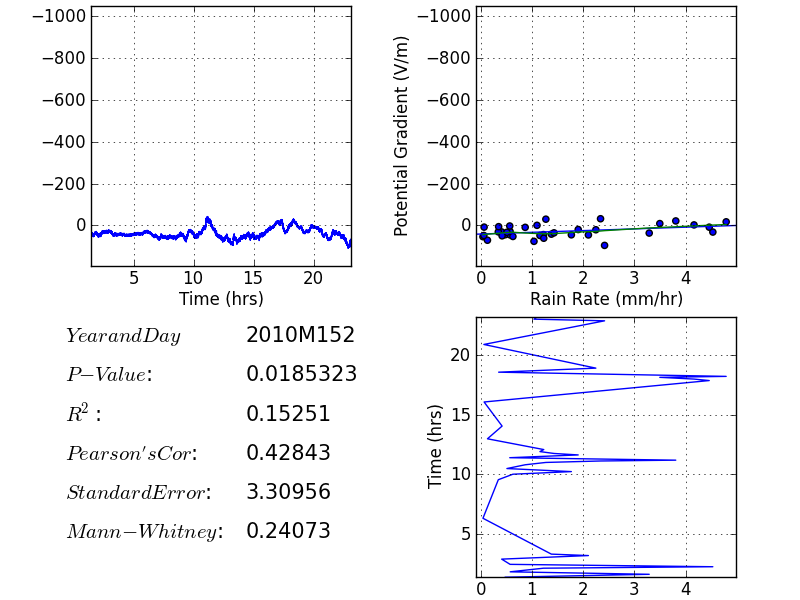 −1000
−800
−600
−400
−200
0
5 10 15 20
Time (hrs)
Potential Gradient (V/m)
−1000
−800
−600
−400
−200
0
0 1 2 3 4
Rain Rate (mm/hr)
YearandDay 2010M152
P−Value: 0.0185323
R² : 0.15251
Pearson'sCor: 0.42843
StandardError: 3.30956
Mann−Whitney: 0.24073
Time (hrs)
20
15
10
5
0 1 2 3 4